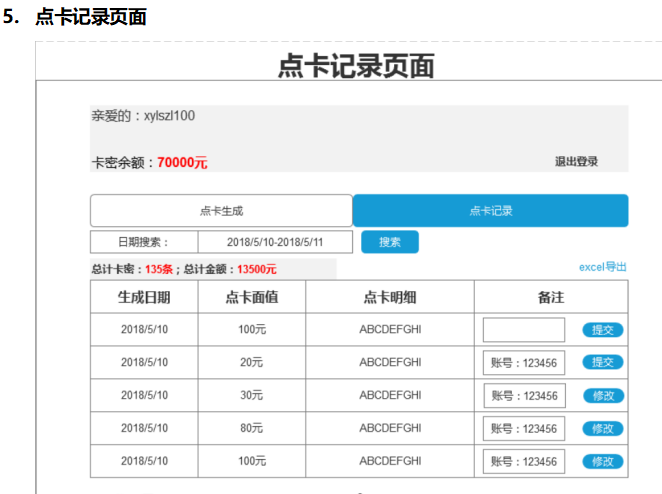 5. 点卡记录页面
点卡记录页面
亲爱的：xylszl100
卡密余额：70000元 退出登录
点卡生成 点卡记录
日期搜索： 2018/5/10-2018/5/11 搜索
总计卡密：135条；总计金额：13500元 excel导出
生成日期 点卡面值 点卡明细 备注
2018/5/10 100元 ABCDEFGHI 提交
2018/5/10 20元 ABCDEFGHI 账号：123456 提交
2018/5/10 30元 ABCDEFGHI 账号：123456 修改
2018/5/10 80元 ABCDEFGHI 账号：123456 修改
2018/5/10 100元 ABCDEFGHI 账号：123456 修改